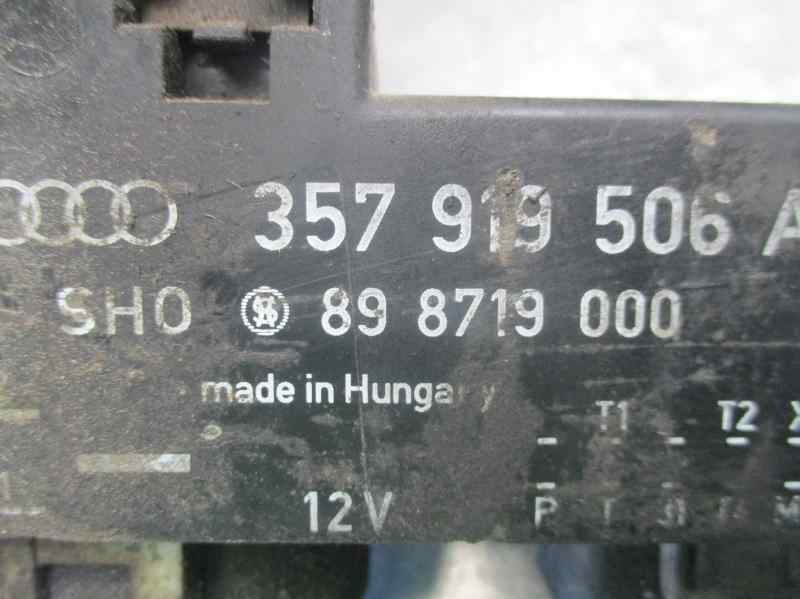 357 919 506 A
SHO 89 8719 000
made in Hungary
T1 T2 X
12V P